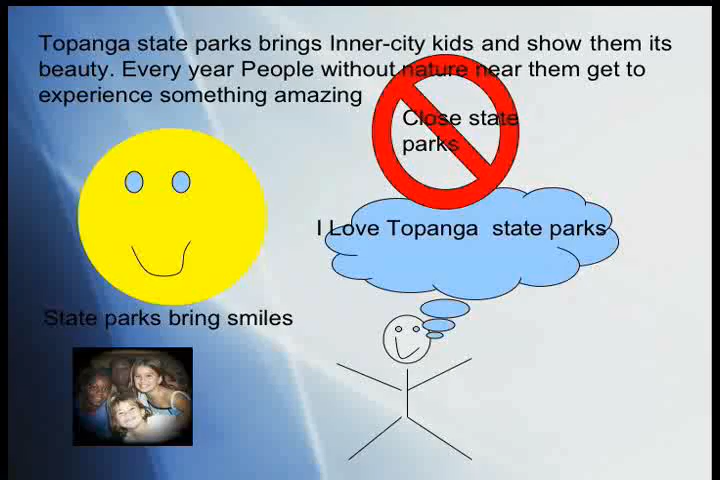 Topanga state parks brings Inner-city kids and show them its
beauty. Every year People without nature near them get to
experience something amazing
Close state
parks
I Love Topanga state parks
State parks bring smiles